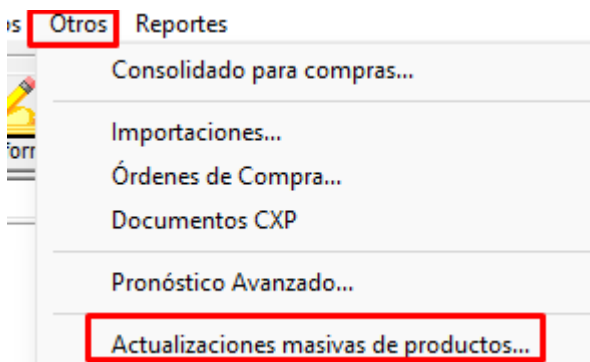 Otros Reportes
Consolidado para compras...
Importaciones...
Órdenes de Compra...
Documentos CXP
Pronóstico Avanzado...
Actualizaciones masivas de productos...